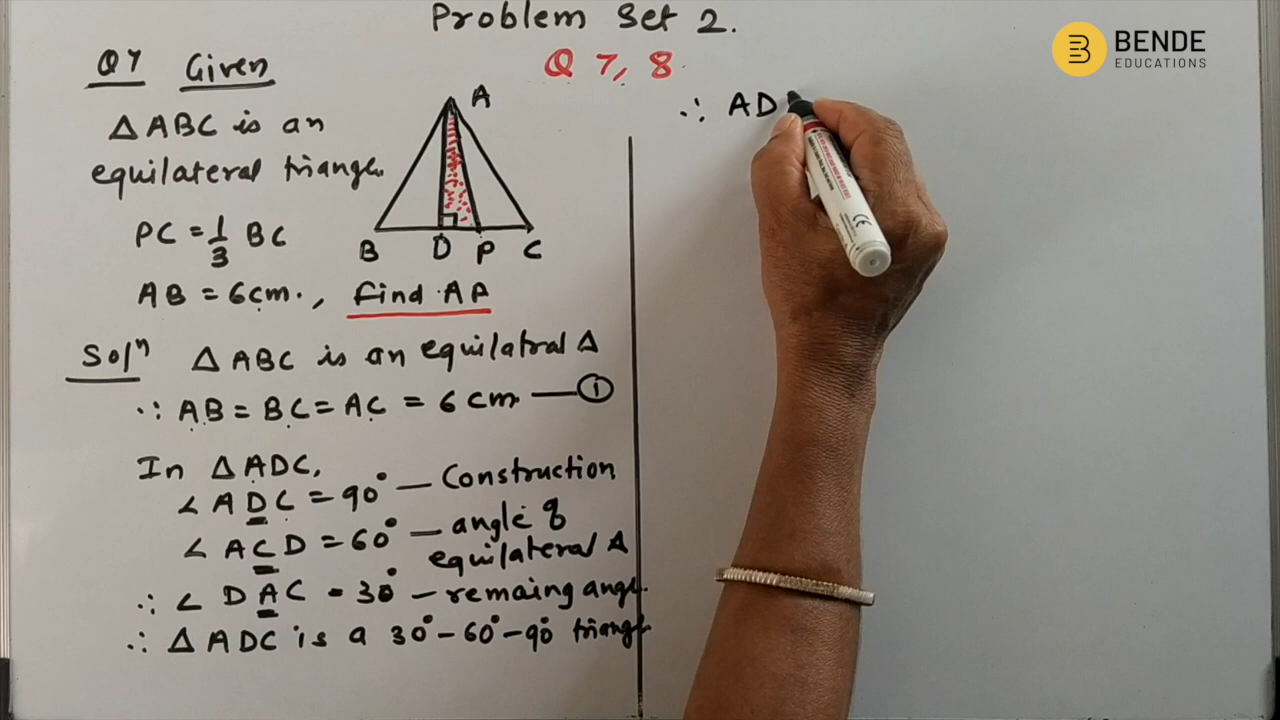 Problem Set 2.
Q 7, 8
BENDE
EDUCATIONS
Q7 Given
△ABC is an
equilateral triangle
PC = 1/3 BC
AB = 6cm., find AP
A
B D P C
Solⁿ △ABC is an equilatral △
∴ AB = BC = AC = 6 cm — ①
In △ADC,
∠ADC = 90° — Construction
∠ACD = 60° — angle of
equilateral △
∴ ∠DAC = 30° — remaing angle.
∴ △ADC is a 30° - 60° - 90° triangle
∴ AD
CE